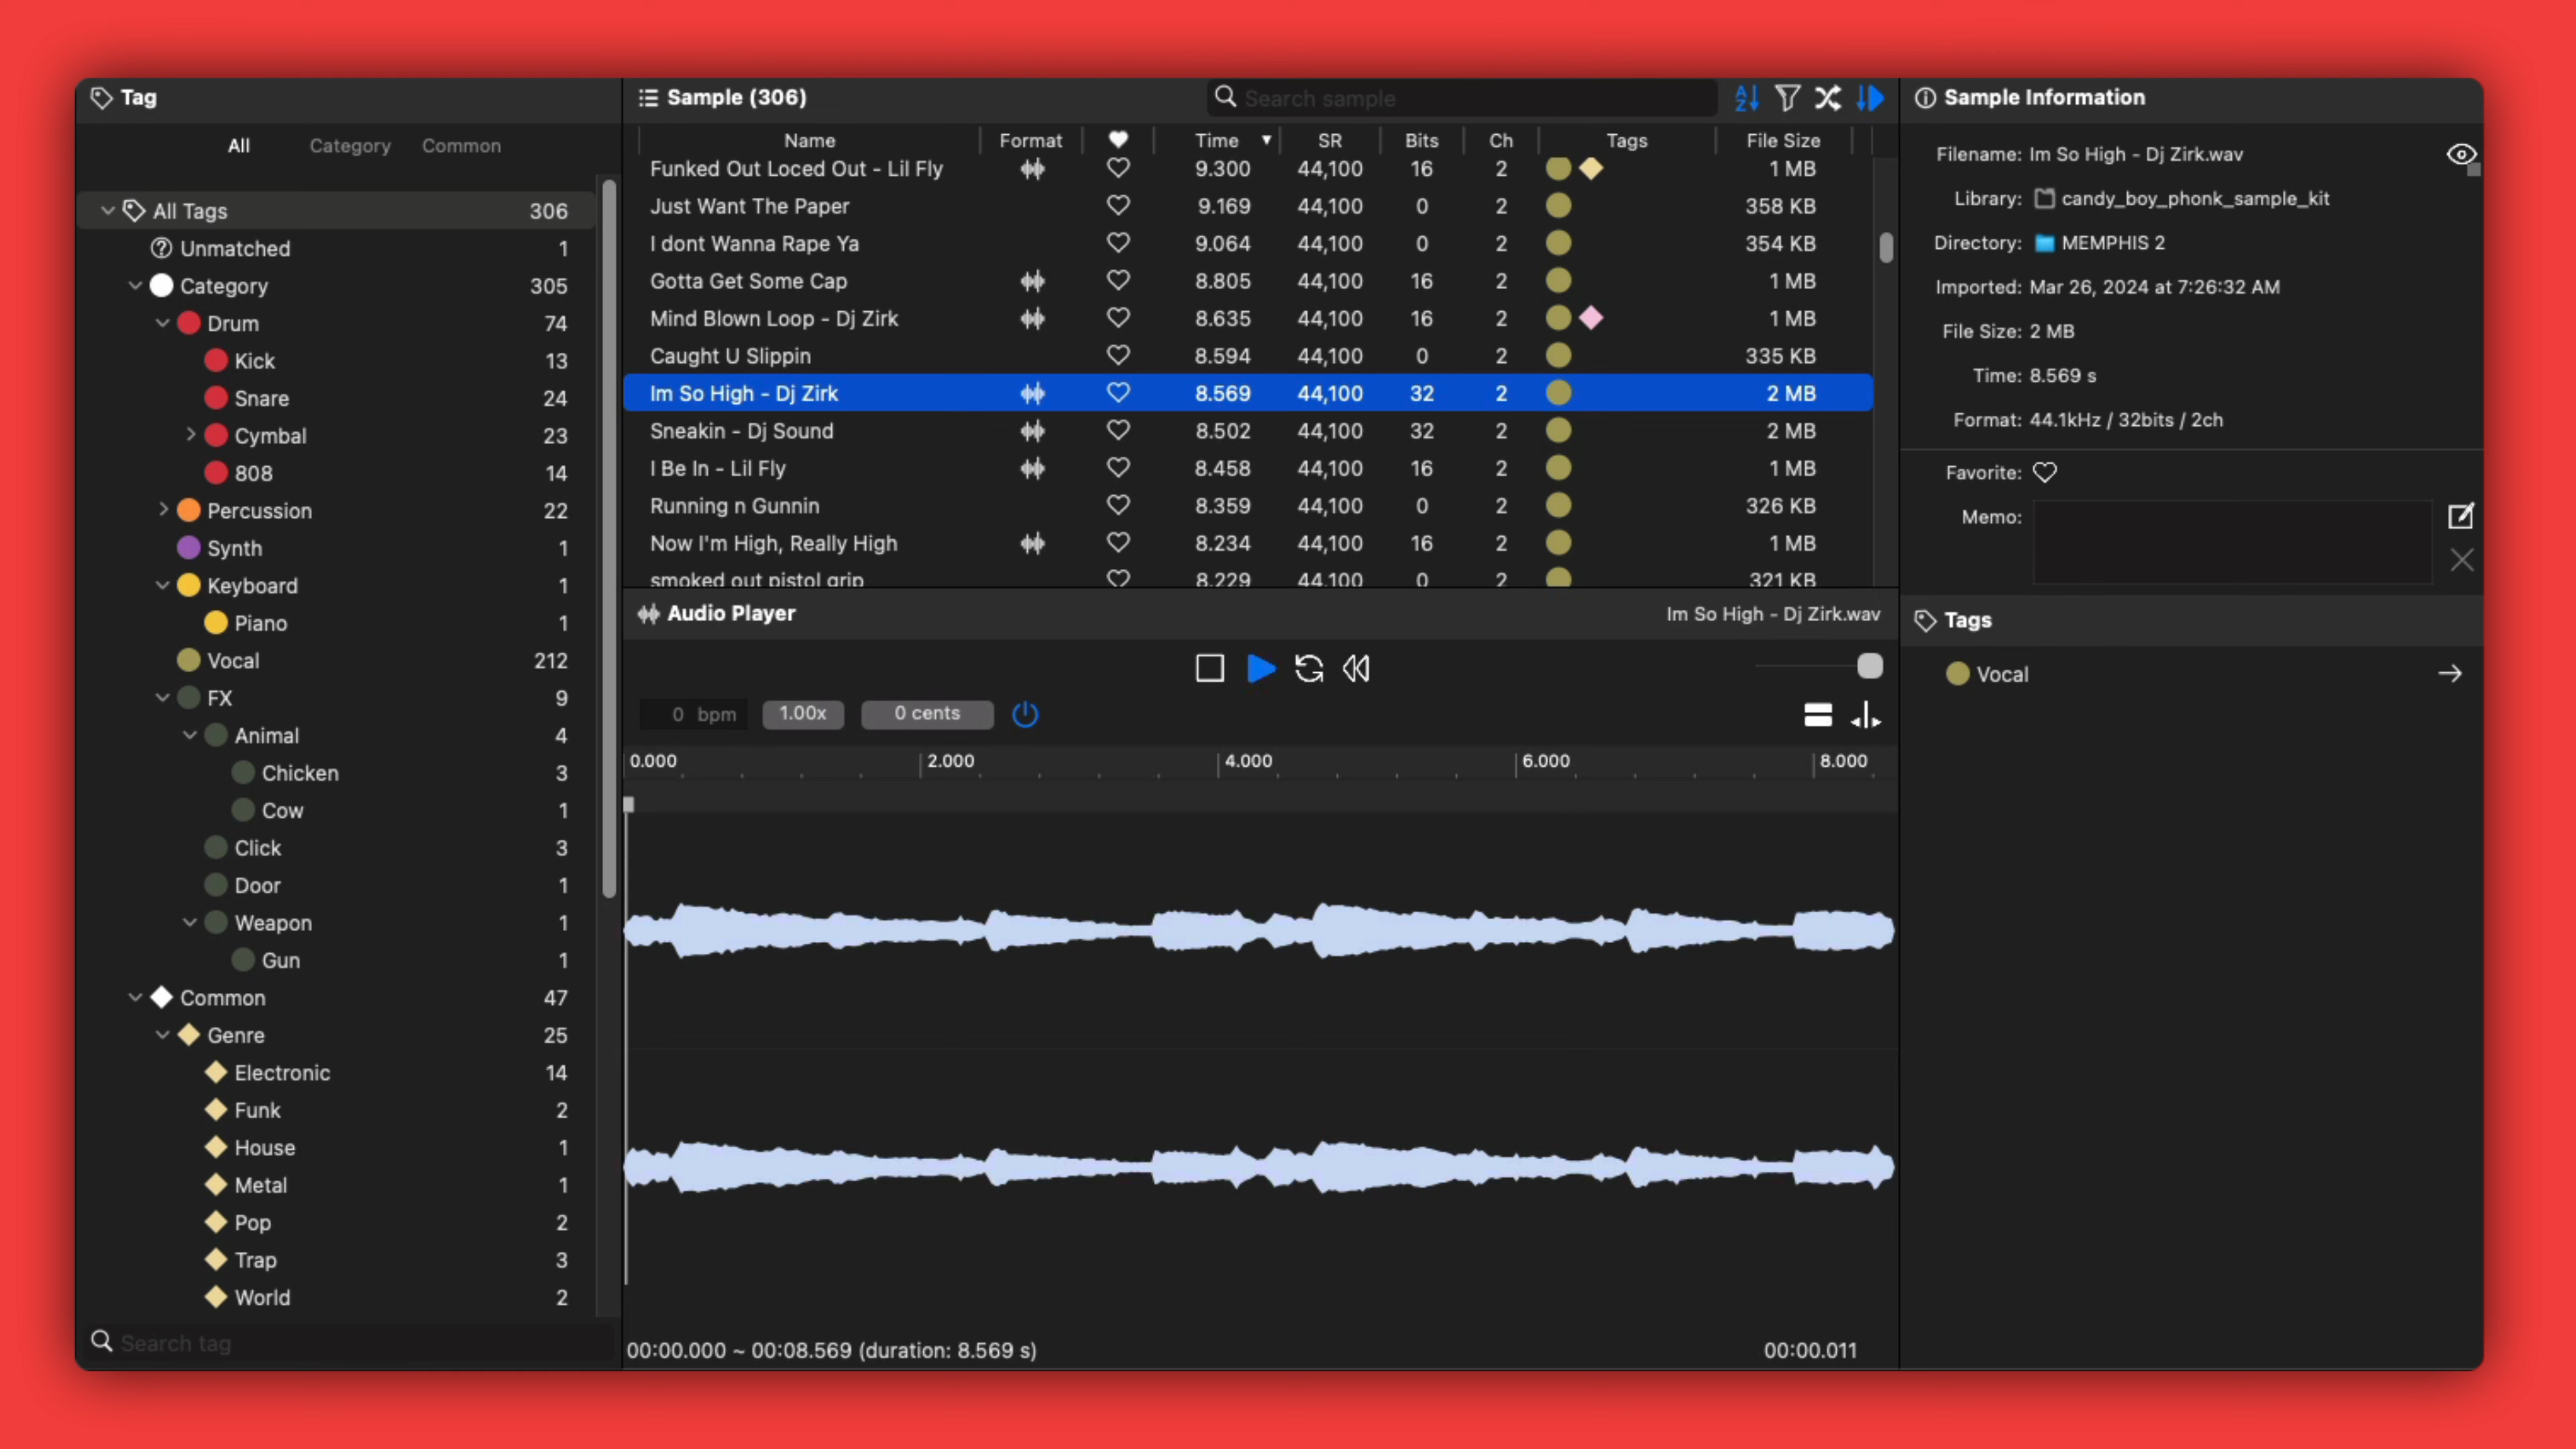 Tag
All Category Common
All Tags 306
Unmatched 1
Category 305
Drum 74
Kick 13
Snare 24
Cymbal 23
808 14
Percussion 22
Synth 1
Keyboard 1
Piano 1
Vocal 212
FX 9
Animal 4
Chicken 3
Cow 1
Click 3
Door 1
Weapon 1
Gun 1
Common 47
Genre 25
Electronic 14
Funk 2
House 1
Metal 1
Pop 2
Trap 3
World 2
Search tag
Sample (306)
Search sample
Name Format Time SR Bits Ch Tags File Size
Funked Out Loced Out - Lil Fly 9.300 44,100 16 2 1 MB
Just Want The Paper 9.169 44,100 0 2 358 KB
I dont Wanna Rape Ya 9.064 44,100 0 2 354 KB
Gotta Get Some Cap 8.805 44,100 16 2 1 MB
Mind Blown Loop - Dj Zirk 8.635 44,100 16 2 1 MB
Caught U Slippin 8.594 44,100 0 2 335 KB
Im So High - Dj Zirk 8.569 44,100 32 2 2 MB
Sneakin - Dj Sound 8.502 44,100 32 2 2 MB
I Be In - Lil Fly 8.458 44,100 16 2 1 MB
Running n Gunnin 8.359 44,100 0 2 326 KB
Now I'm High, Really High 8.234 44,100 16 2 1 MB
smoked out pistol grip 8.229 44,100 0 2 321 KB
Audio Player Im So High - Dj Zirk.wav
0 bpm 1.00x 0 cents
0.000 2.000 4.000 6.000 8.000
00:00.000 ~ 00:08.569 (duration: 8.569 s) 00:00.011
Sample Information
Filename: Im So High - Dj Zirk.wav
Library: candy_boy_phonk_sample_kit
Directory: MEMPHIS 2
Imported: Mar 26, 2024 at 7:26:32 AM
File Size: 2 MB
Time: 8.569 s
Format: 44.1kHz / 32bits / 2ch
Favorite:
Memo:
Tags
Vocal